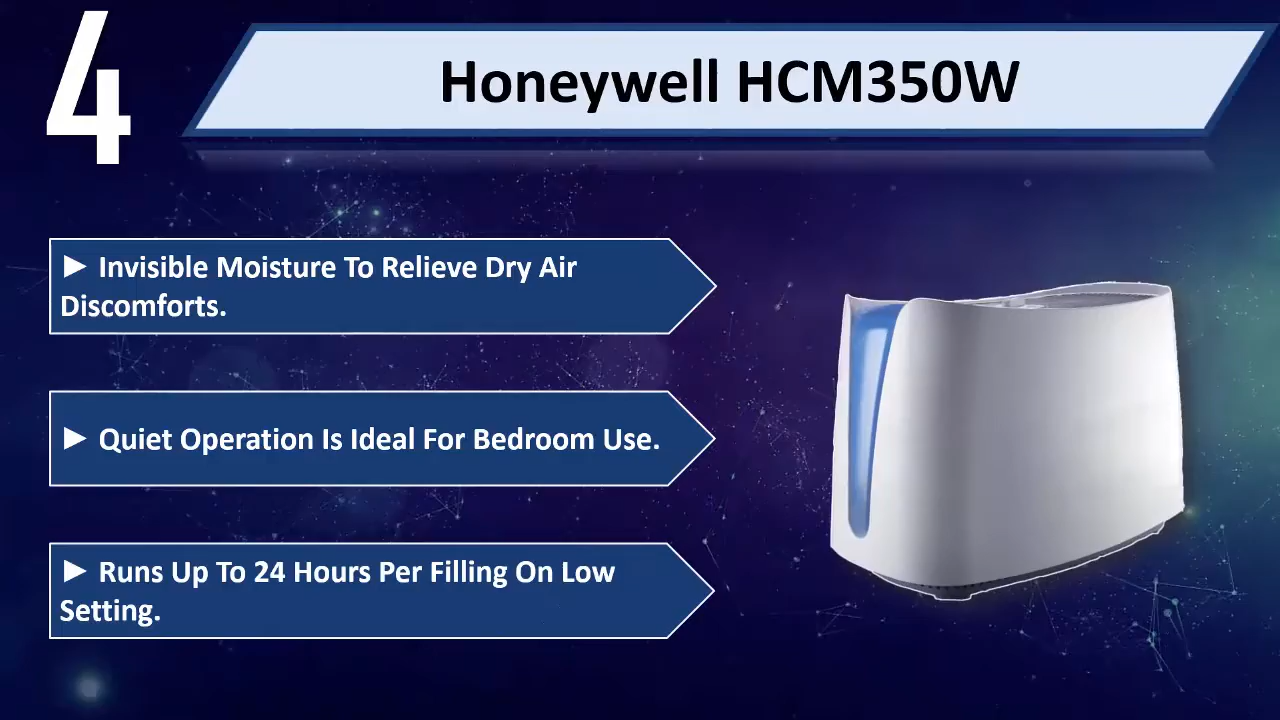 4
Honeywell HCM350W
► Invisible Moisture To Relieve Dry Air
Discomforts.
► Quiet Operation Is Ideal For Bedroom Use.
► Runs Up To 24 Hours Per Filling On Low
Setting.